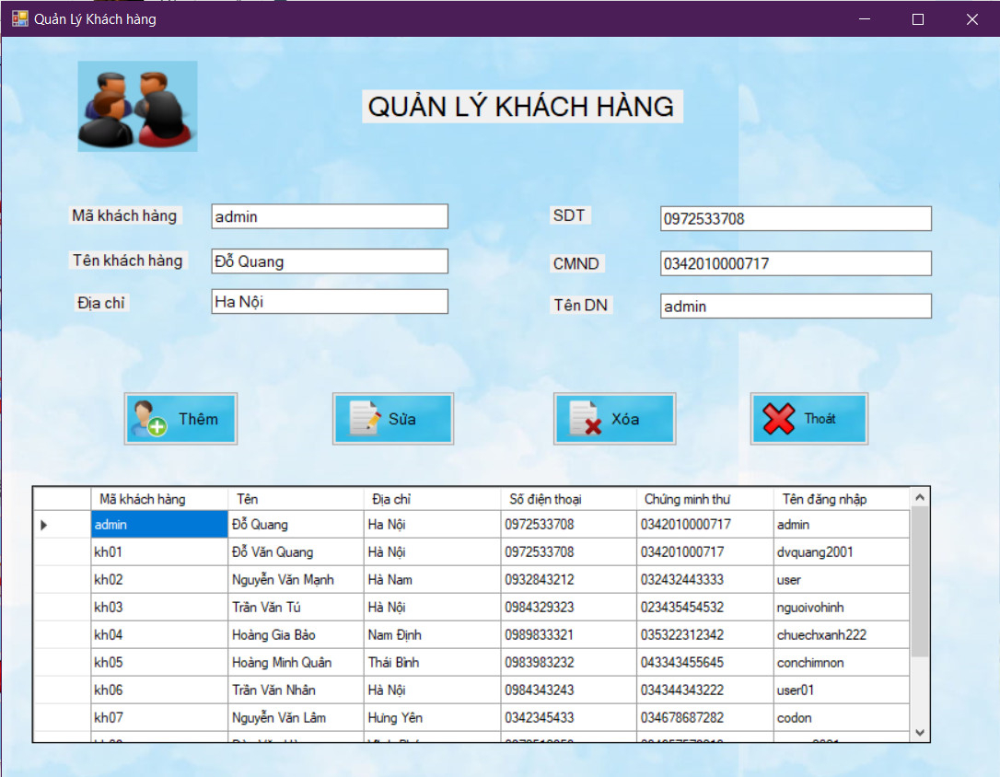 Quản Lý Khách hàng
QUẢN LÝ KHÁCH HÀNG
Mã khách hàng admin SDT 0972533708
Tên khách hàng Đỗ Quang CMND 0342010000717
Địa chỉ Ha Nội Tên DN admin
Thêm Sửa Xóa Thoát
Mã khách hàng Tên Địa chỉ Số điện thoại Chứng minh thư Tên đăng nhập
admin Đỗ Quang Ha Nội 0972533708 0342010000717 admin
kh01 Đỗ Văn Quang Hà Nội 0972533708 034201000717 dvquang2001
kh02 Nguyễn Văn Mạnh Hà Nam 0932843212 032432443333 user
kh03 Trần Văn Tú Hà Nội 0984329323 023435454532 nguoivohinh
kh04 Hoàng Gia Bảo Nam Định 0989833321 035322312342 chuechxanh222
kh05 Hoàng Minh Quân Thái Bình 0983983232 043343455645 conchimnon
kh06 Trần Văn Nhân Hà Nội 0984343243 034344343222 user01
kh07 Nguyễn Văn Lâm Hưng Yên 0342345433 034678687282 codon